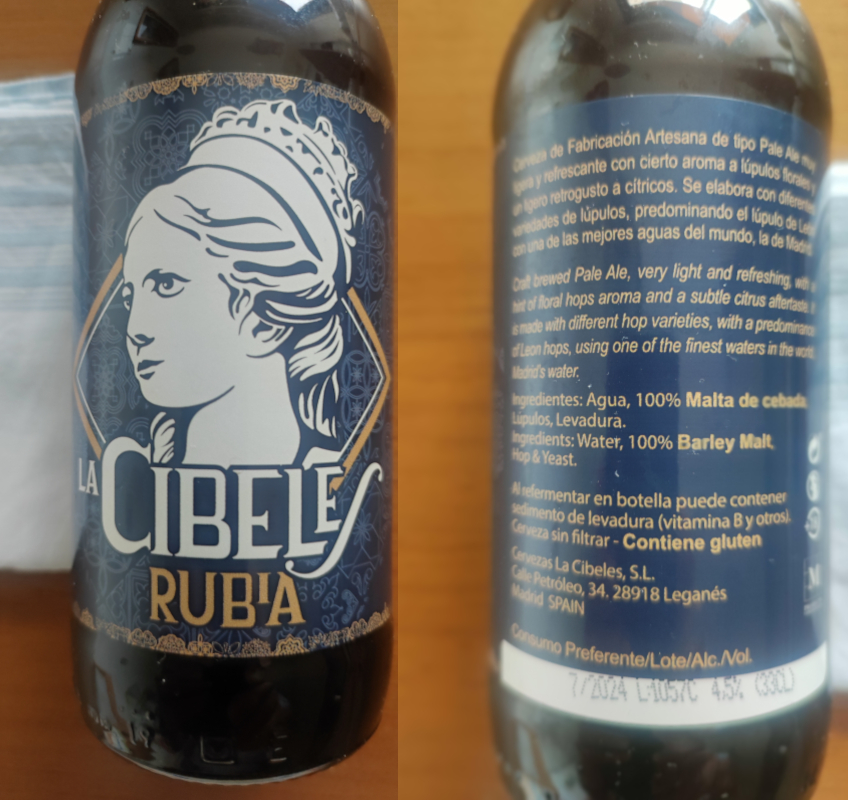 LA CIBELES
RUBIA
Cerveza de Fabricación Artesana de tipo Pale Ale muy
ligera y refrescante con cierto aroma a lúpulos florales y
un ligero retrogusto a cítricos. Se elabora con diferentes
variedades de lúpulos, predominando el lúpulo de León
con una de las mejores aguas del mundo, la de Madrid.
Craft brewed Pale Ale, very light and refreshing, with a
hint of floral hops aroma and a subtle citrus aftertaste. It
is made with different hop varieties, with a predominance
of Leon hops, using one of the finest waters in the world,
Madrid's water.
Ingredientes: Agua, 100% Malta de cebada,
Lúpulos, Levadura.
Ingredients: Water, 100% Barley Malt,
Hop & Yeast.
Al refermentar en botella puede contener
sedimento de levadura (vitamina B y otros).
Cerveza sin filtrar - Contiene gluten
Cervezas La Cibeles, S.L.
Calle Petróleo, 34. 28918 Leganés
Madrid SPAIN
Consumo Preferente/Lote/Alc./Vol.
7/2024 L:1057C 4.5% (33CL)